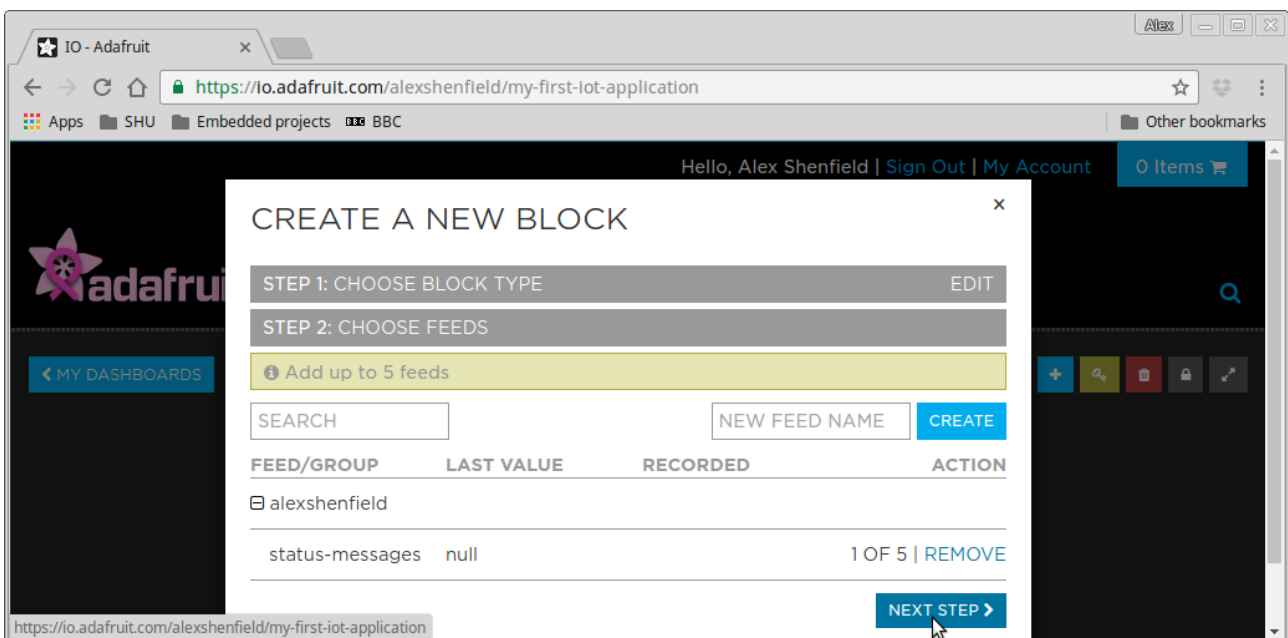 Alex
IO - Adafruit
https://io.adafruit.com/alexshenfield/my-first-iot-application
Apps SHU Embedded projects BBC BBC Other bookmarks
Hello, Alex Shenfield | Sign Out | My Account 0 Items
CREATE A NEW BLOCK
adafrui
STEP 1: CHOOSE BLOCK TYPE EDIT
STEP 2: CHOOSE FEEDS
MY DASHBOARDS
Add up to 5 feeds
SEARCH NEW FEED NAME CREATE
FEED/GROUP LAST VALUE RECORDED ACTION
alexshenfield
status-messages null 1 OF 5 | REMOVE
NEXT STEP
https://io.adafruit.com/alexshenfield/my-first-iot-application